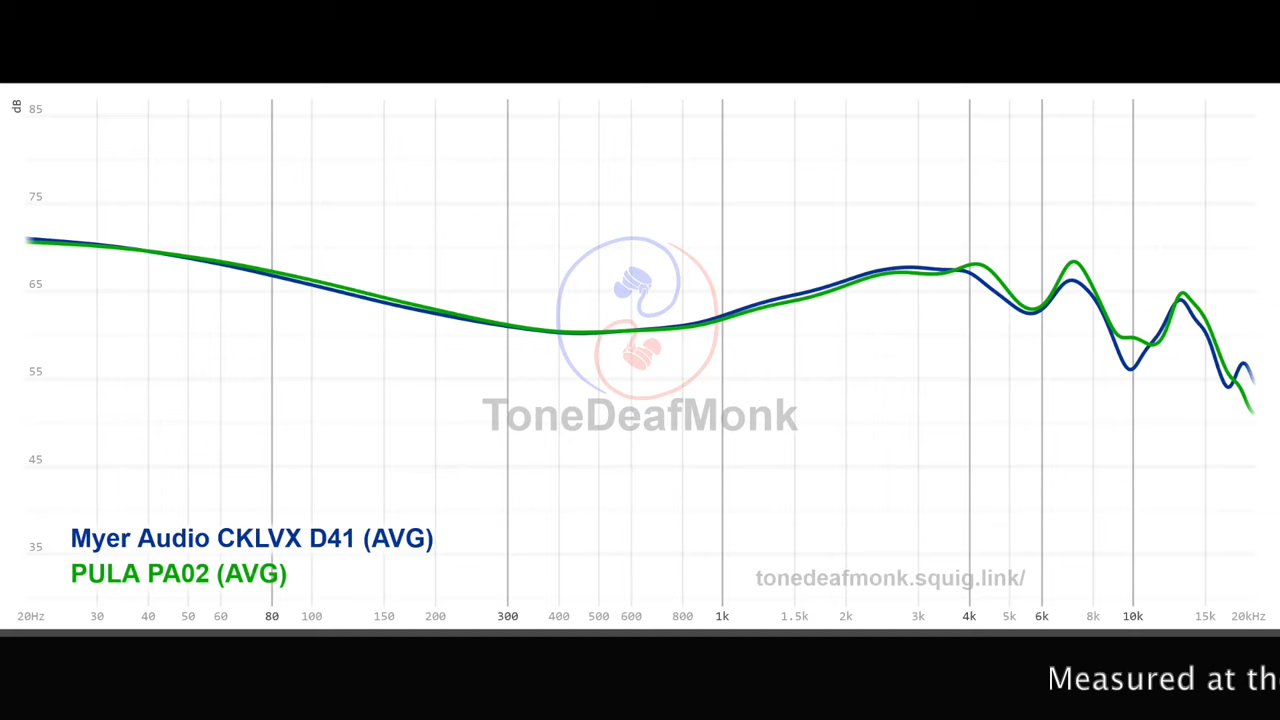 dB
85
75
65
55
45
35
ToneDeafMonk
Myer Audio CKLVX D41 (AVG)
PULA PA02 (AVG)
tonedeafmonk.squig.link/
20Hz 30 40 50 60 80 100 150 200 300 400 500 600 800 1k 1.5k 2k 3k 4k 5k 6k 8k 10k 15k 20kHz
Measured at